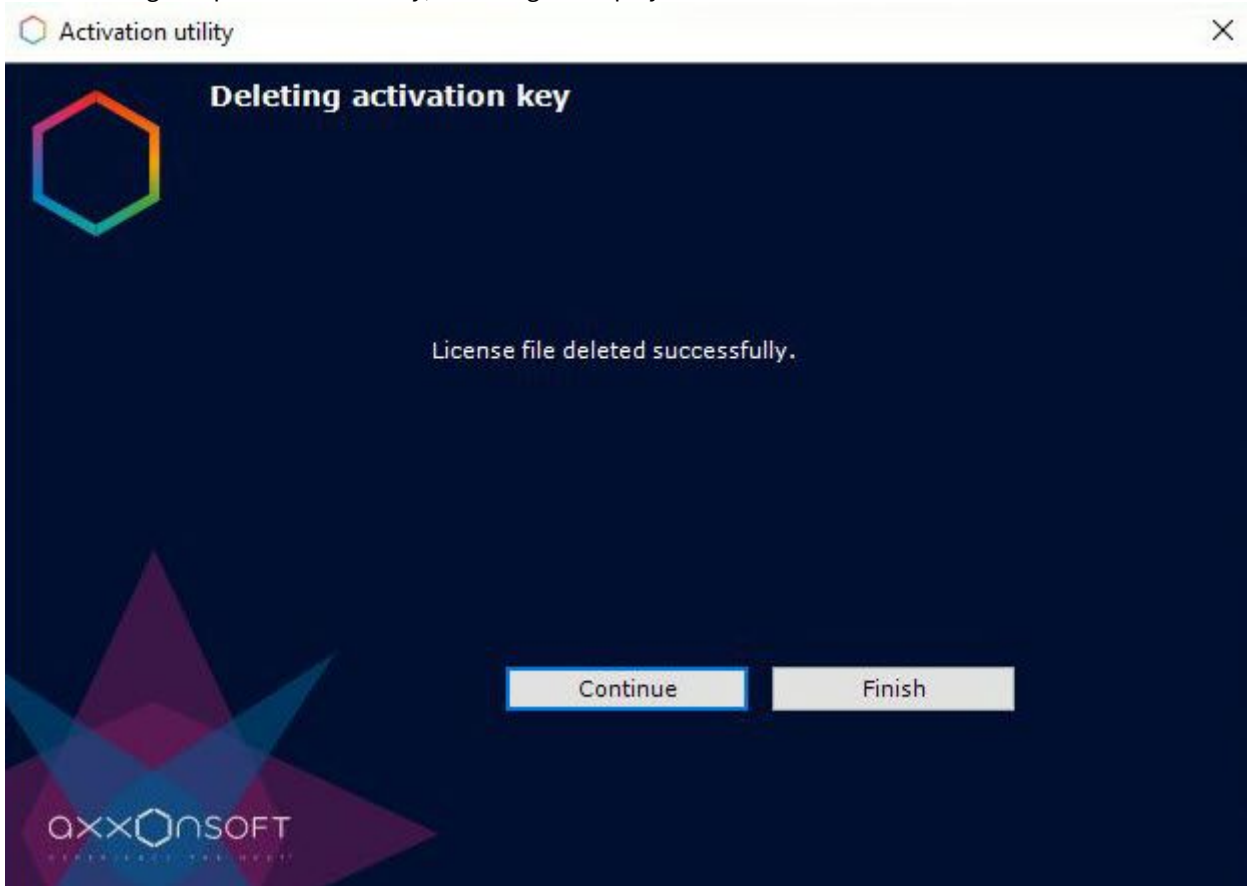 Activation utility
Deleting activation key
License file deleted successfully.
Continue
Finish
axxonsoft